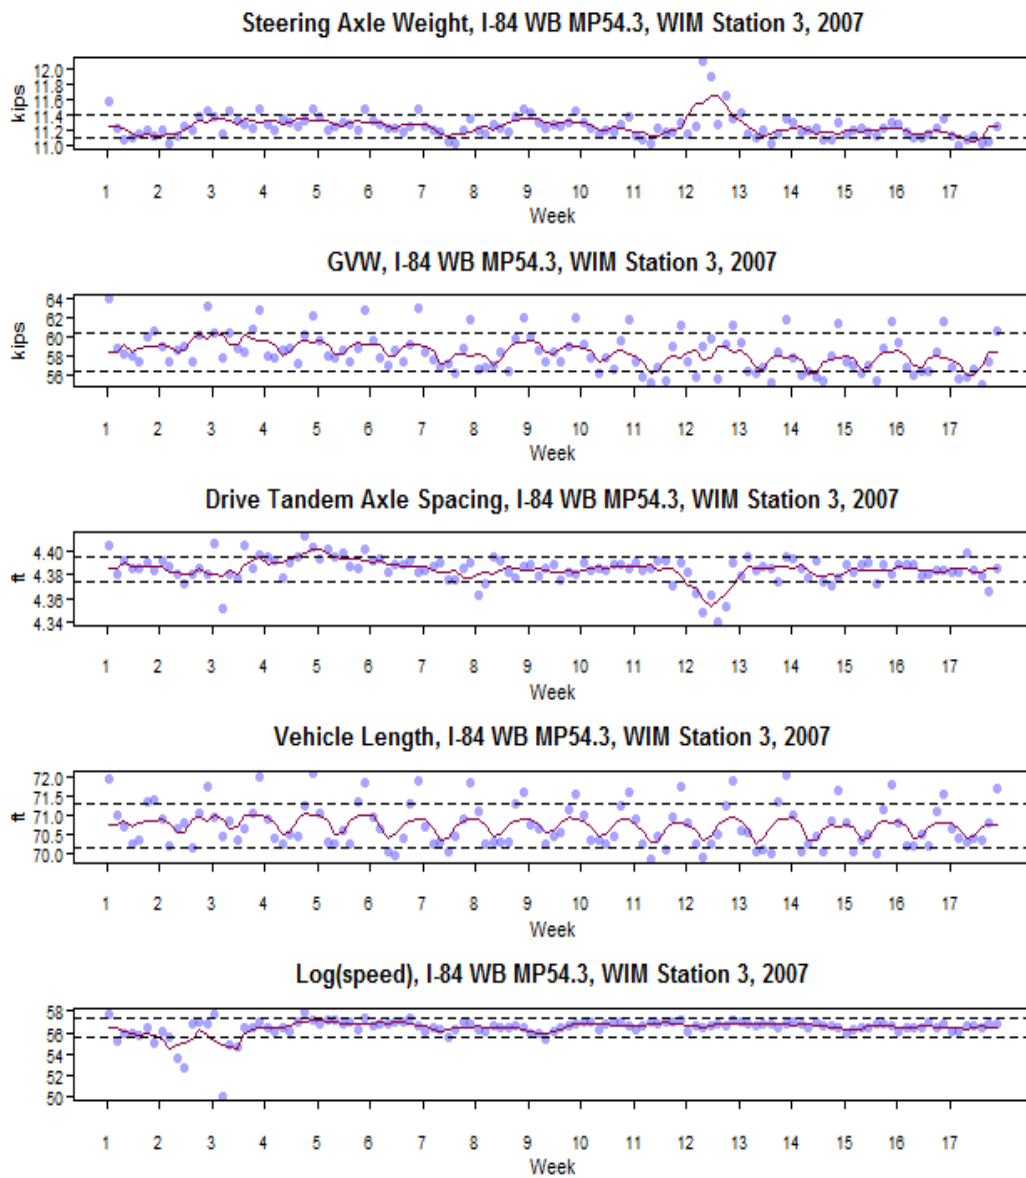 Steering Axle Weight, I-84 WB MP54.3, WIM Station 3, 2007
kips
12.0
11.8
11.6
11.4
11.2
11.0
1 2 3 4 5 6 7 8 9 10 11 12 13 14 15 16 17
Week
GVW, I-84 WB MP54.3, WIM Station 3, 2007
kips
64
62
60
58
56
1 2 3 4 5 6 7 8 9 10 11 12 13 14 15 16 17
Week
Drive Tandem Axle Spacing, I-84 WB MP54.3, WIM Station 3, 2007
ft
4.40
4.38
4.36
4.34
1 2 3 4 5 6 7 8 9 10 11 12 13 14 15 16 17
Week
Vehicle Length, I-84 WB MP54.3, WIM Station 3, 2007
ft
72.0
71.5
71.0
70.5
70.0
1 2 3 4 5 6 7 8 9 10 11 12 13 14 15 16 17
Week
Log(speed), I-84 WB MP54.3, WIM Station 3, 2007
58
56
54
52
50
1 2 3 4 5 6 7 8 9 10 11 12 13 14 15 16 17
Week